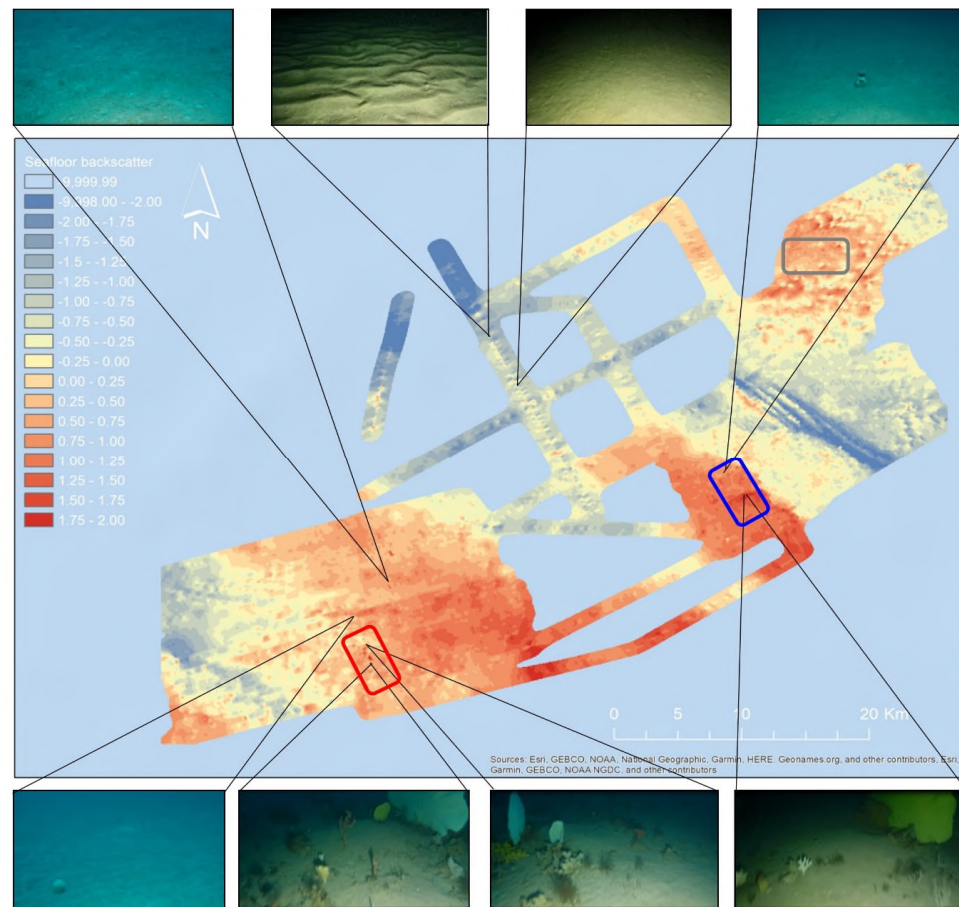 Seafloor backscatter
-9,999.99
-9,998.00 - -2.00
-2.00 - -1.75
-1.75 - -1.50
-1.5 - -1.25
-1.25 - -1.00
-1.00 - -0.75
-0.75 - -0.50
-0.50 - -0.25
-0.25 - 0.00
0.00 - 0.25
0.25 - 0.50
0.50 - 0.75
0.75 - 1.00
1.00 - 1.25
1.25 - 1.50
1.50 - 1.75
1.75 - 2.00
N
0 5 10 20 Km
Sources: Esri, GEBCO, NOAA, National Geographic, Garmin, HERE, Geonames.org, and other contributors, Esri,
Garmin, GEBCO, NOAA NGDC, and other contributors